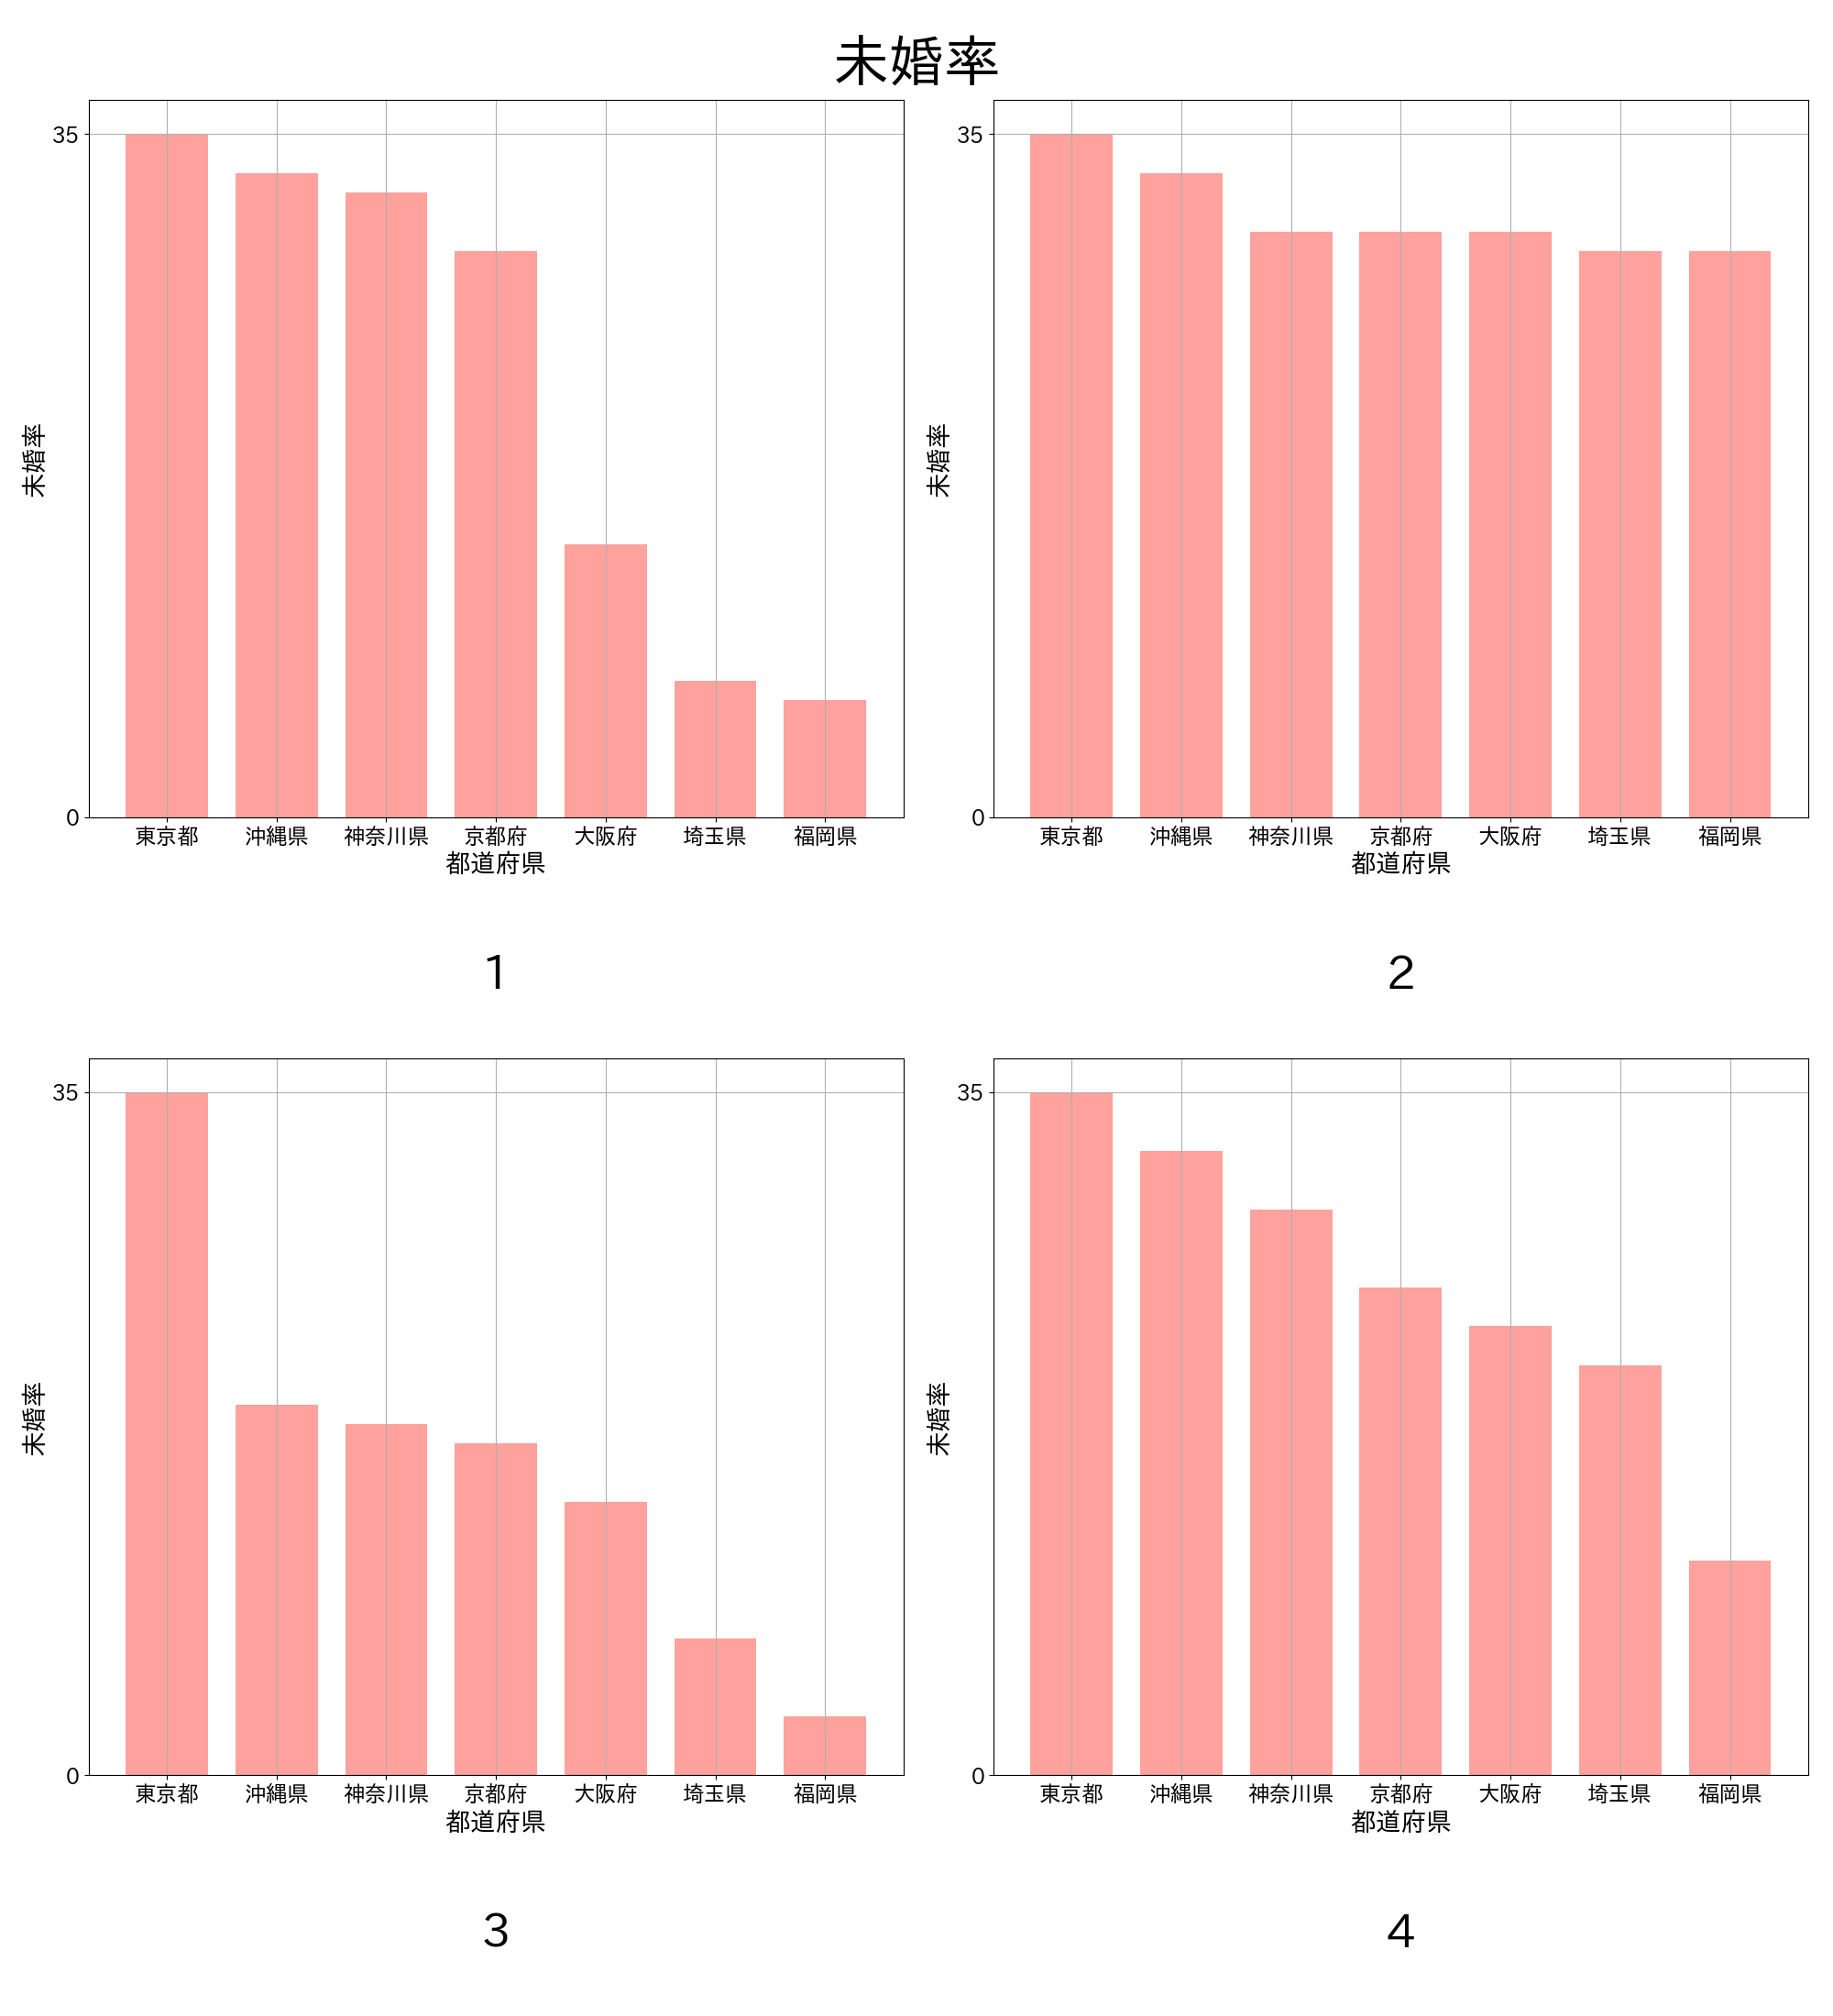 未婚率
35
0
未婚率
東京都 沖縄県 神奈川県 京都府 大阪府 埼玉県 福岡県
都道府県
1
35
0
未婚率
東京都 沖縄県 神奈川県 京都府 大阪府 埼玉県 福岡県
都道府県
2
35
0
未婚率
東京都 沖縄県 神奈川県 京都府 大阪府 埼玉県 福岡県
都道府県
3
35
0
未婚率
東京都 沖縄県 神奈川県 京都府 大阪府 埼玉県 福岡県
都道府県
4